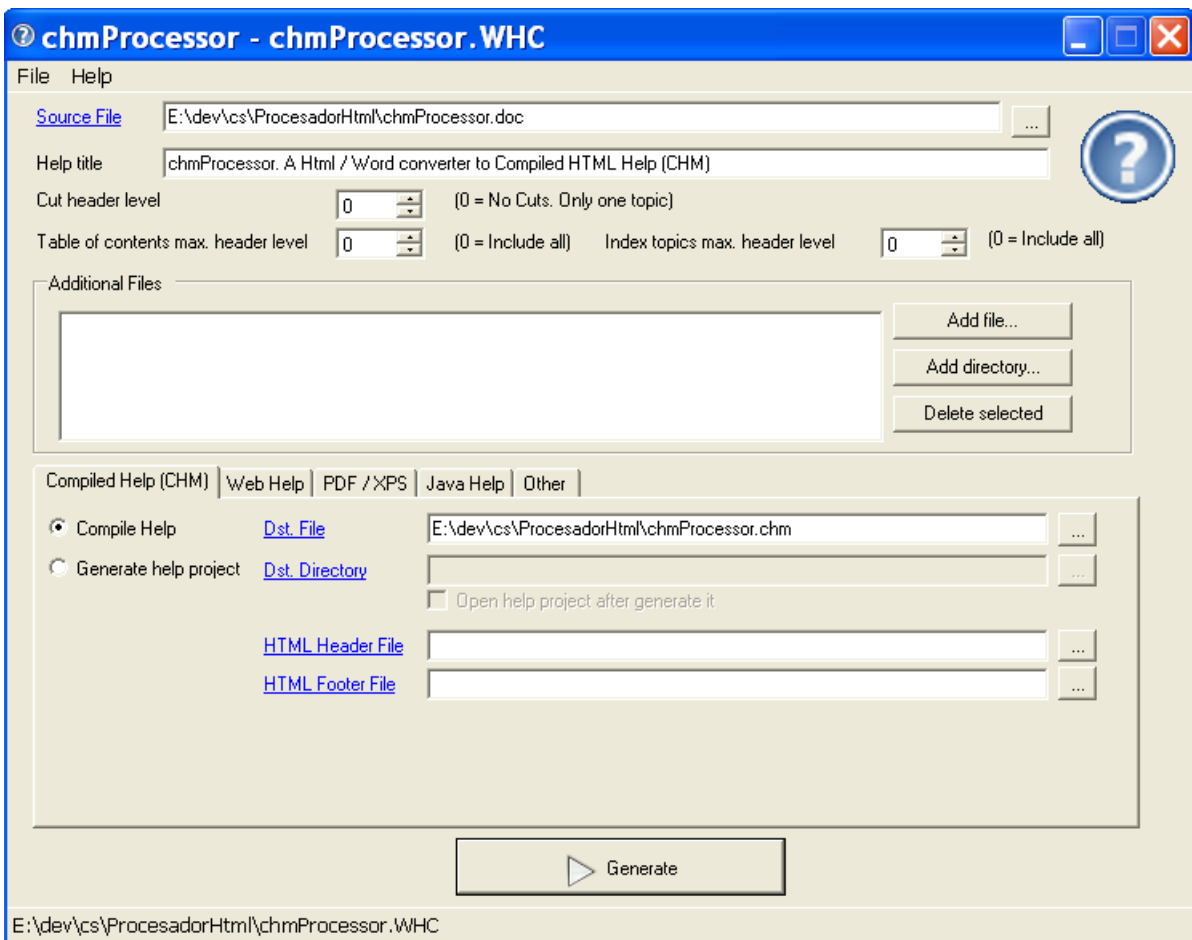 chmProcessor - chmProcessor.WHC
File Help
Source File E:\dev\cs\ProcesadorHtml\chmProcessor.doc ...
Help title chmProcessor. A Html / Word converter to Compiled HTML Help (CHM)
Cut header level 0 (0 = No Cuts. Only one topic)
Table of contents max. header level 0 (0 = Include all) Index topics max. header level 0 (0 = Include all)
Additional Files
Add file...
Add directory...
Delete selected
Compiled Help (CHM) Web Help PDF / XPS Java Help Other
Compile Help Dst. File E:\dev\cs\ProcesadorHtml\chmProcessor.chm ...
Generate help project Dst. Directory ...
Open help project after generate it
HTML Header File ...
HTML Footer File ...
Generate
E:\dev\cs\ProcesadorHtml\chmProcessor.WHC